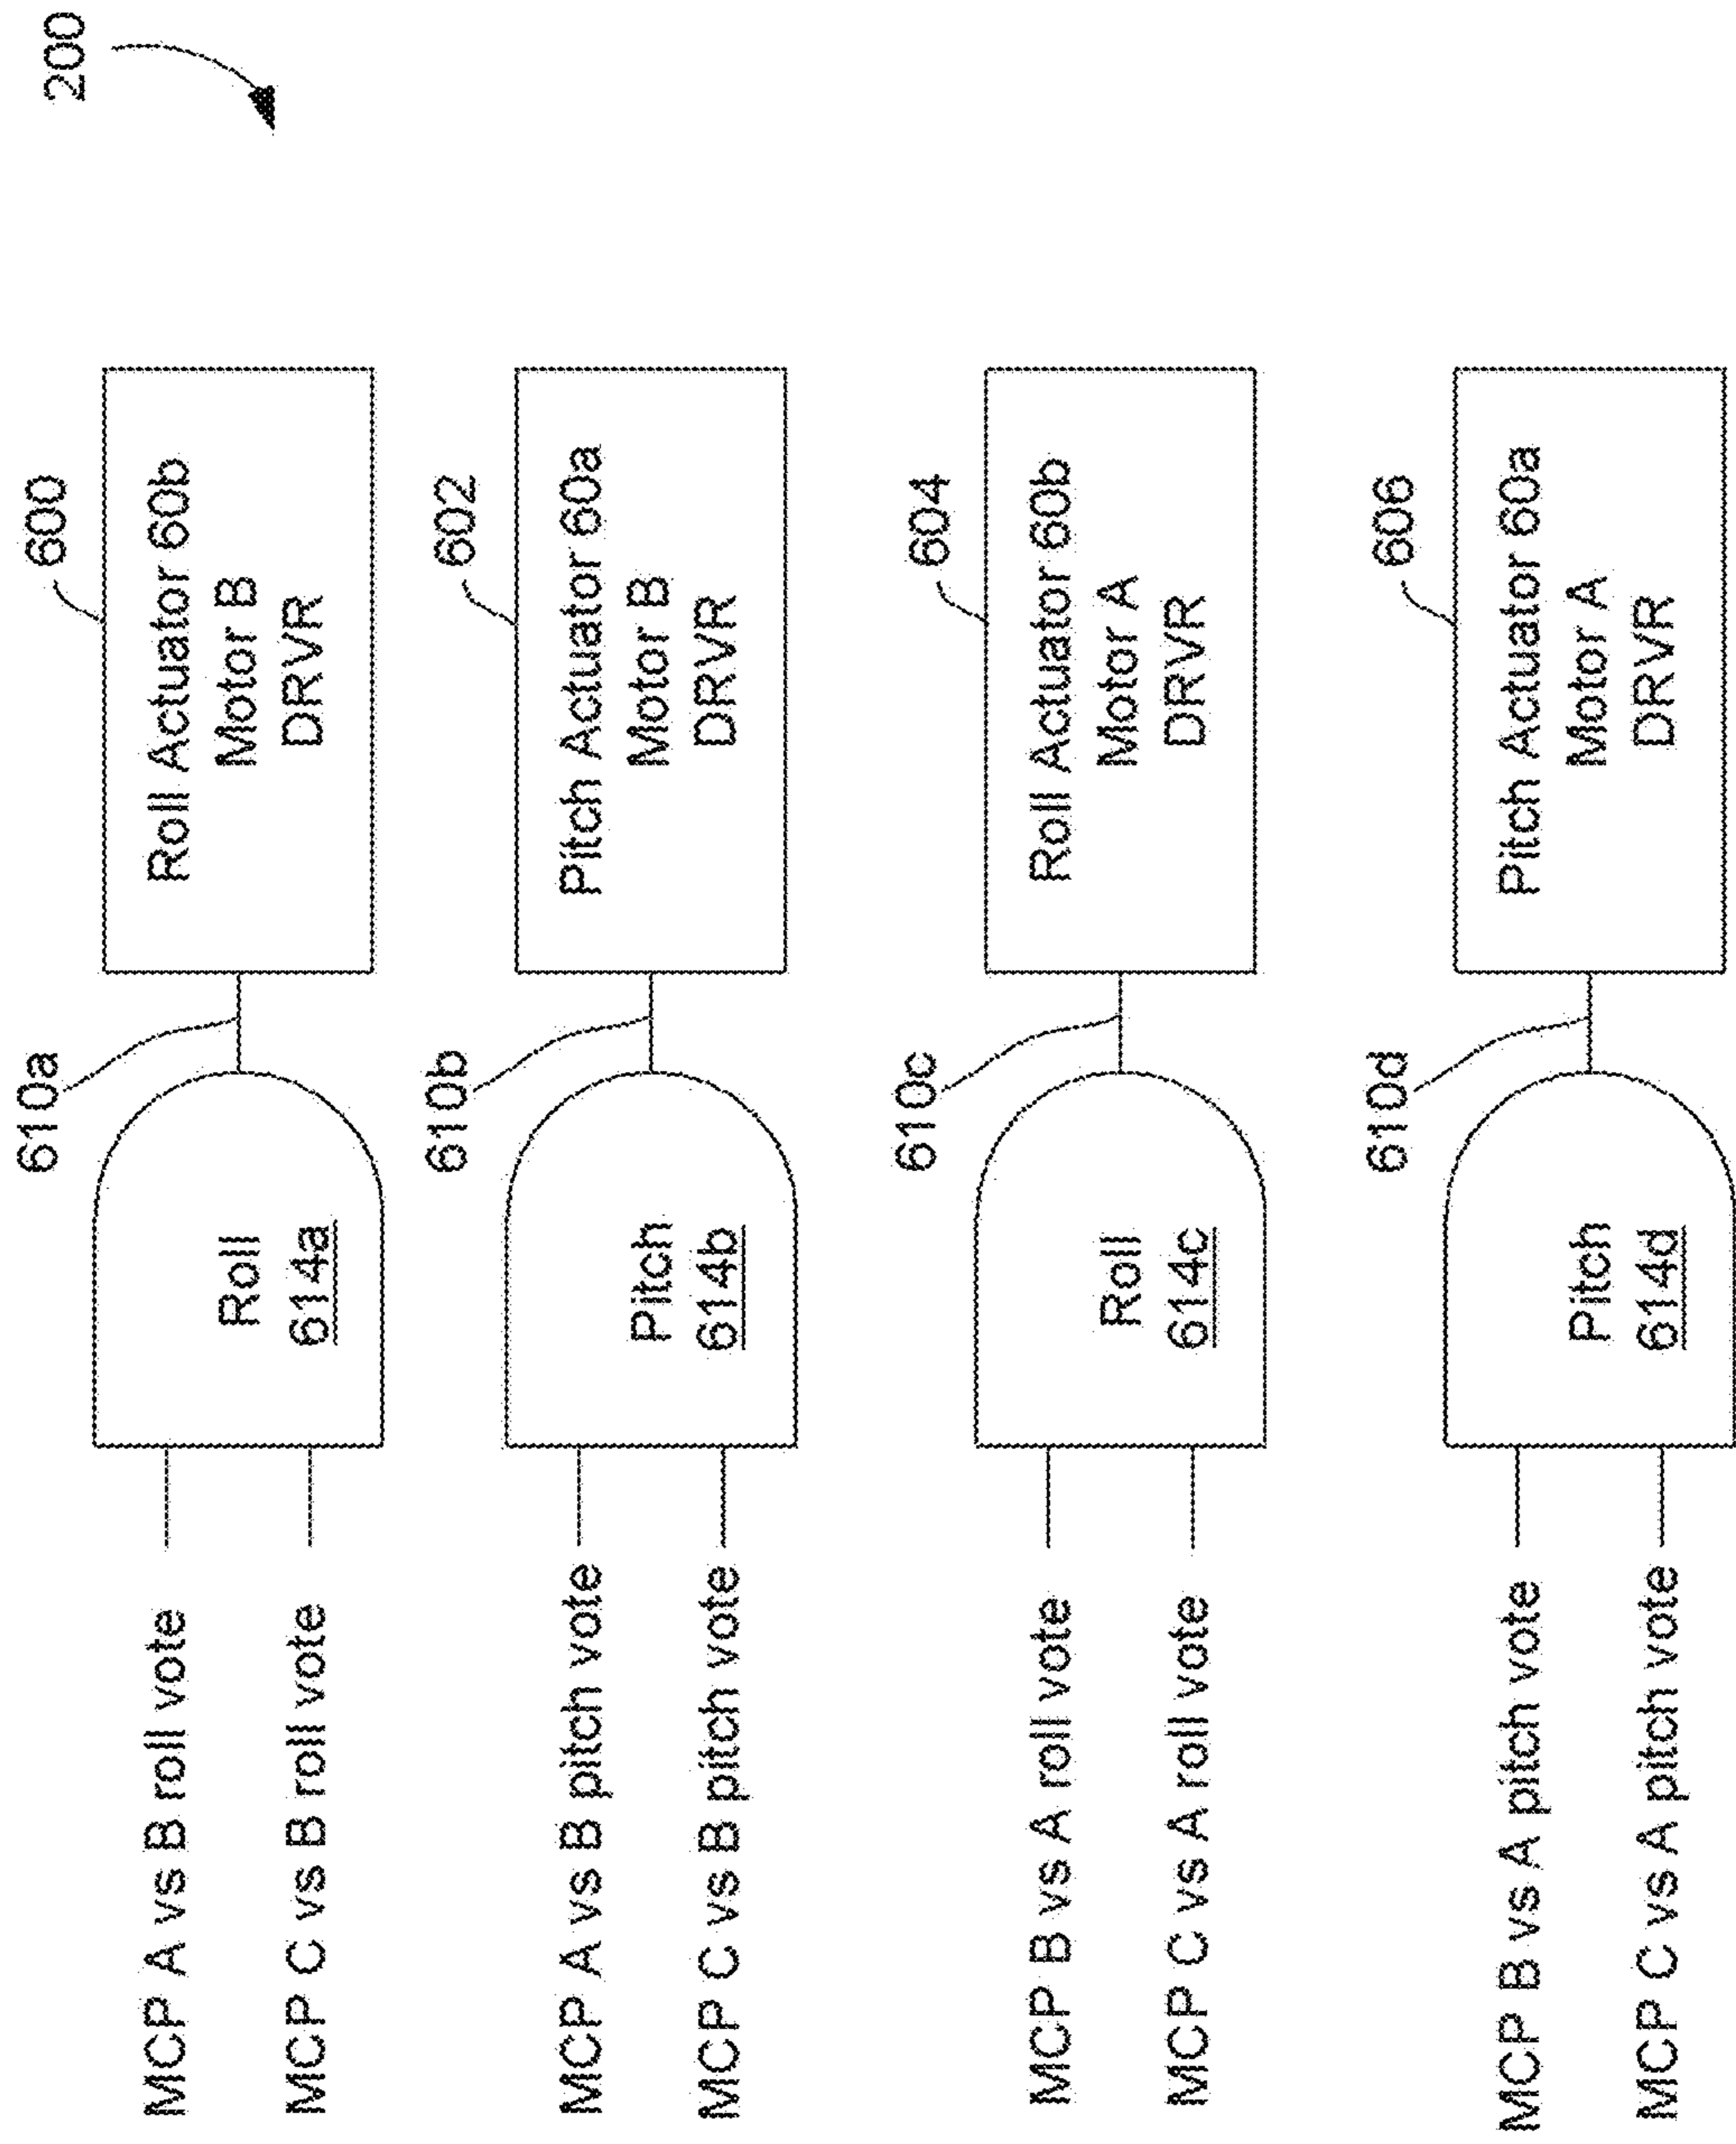 200
MCP A vs B roll vote
MCP C vs B roll vote
Roll
614a
610a
600
Roll Actuator 60b
Motor B
DRVR
MCP A vs B pitch vote
MCP C vs B pitch vote
Pitch
614b
610b
602
Pitch Actuator 60a
Motor B
DRVR
MCP B vs A roll vote
MCP C vs A roll vote
Roll
614c
610c
604
Roll Actuator 60b
Motor A
DRVR
MCP B vs A pitch vote
MCP C vs A pitch vote
Pitch
614d
610d
606
Pitch Actuator 60a
Motor A
DRVR